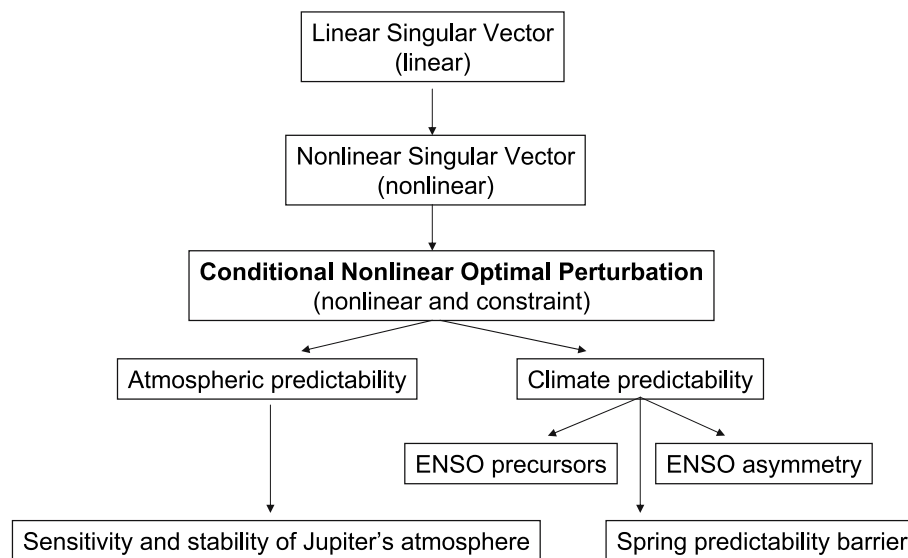 Linear Singular Vector
(linear)
Nonlinear Singular Vector
(nonlinear)
Conditional Nonlinear Optimal Perturbation
(nonlinear and constraint)
Atmospheric predictability
Climate predictability
ENSO precursors
ENSO asymmetry
Sensitivity and stability of Jupiter’s atmosphere
Spring predictability barrier